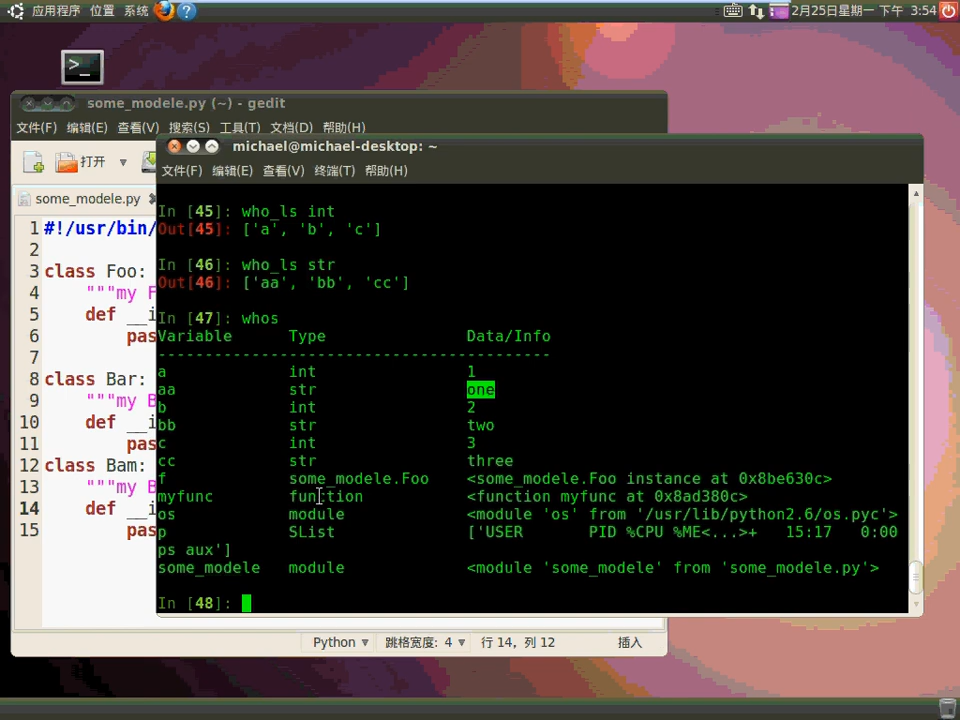 应用程序 位置 系统
2月25日星期一 下午 3:54
some_modele.py (~) - gedit
文件(F) 编辑(E) 查看(V) 搜索(S) 工具(T) 文档(D) 帮助(H)
打开
some_modele.py
1 #!/usr/bin/
2
3 class Foo:
4 """my F
5 def __i
6 pas
7
8 class Bar:
9 """my B
10 def __i
11 pas
12 class Bam:
13 """my B
14 def __i
15 pas
Python 跳格宽度: 4 行 14, 列 12 插入
michael@michael-desktop: ~
文件(F) 编辑(E) 查看(V) 终端(T) 帮助(H)
In [45]: who_ls int
Out[45]: ['a', 'b', 'c']
In [46]: who_ls str
Out[46]: ['aa', 'bb', 'cc']
In [47]: whos
Variable Type Data/Info
-------------------------------------------
a int 1
aa str one
b int 2
bb str two
c int 3
cc str three
f some_modele.Foo <some_modele.Foo instance at 0x8be630c>
myfunc function <function myfunc at 0x8ad380c>
os module <module 'os' from '/usr/lib/python2.6/os.pyc'>
p SList ['USER PID %CPU %ME<...>+ 15:17 0:00
ps aux']
some_modele module <module 'some_modele' from 'some_modele.py'>
In [48]: